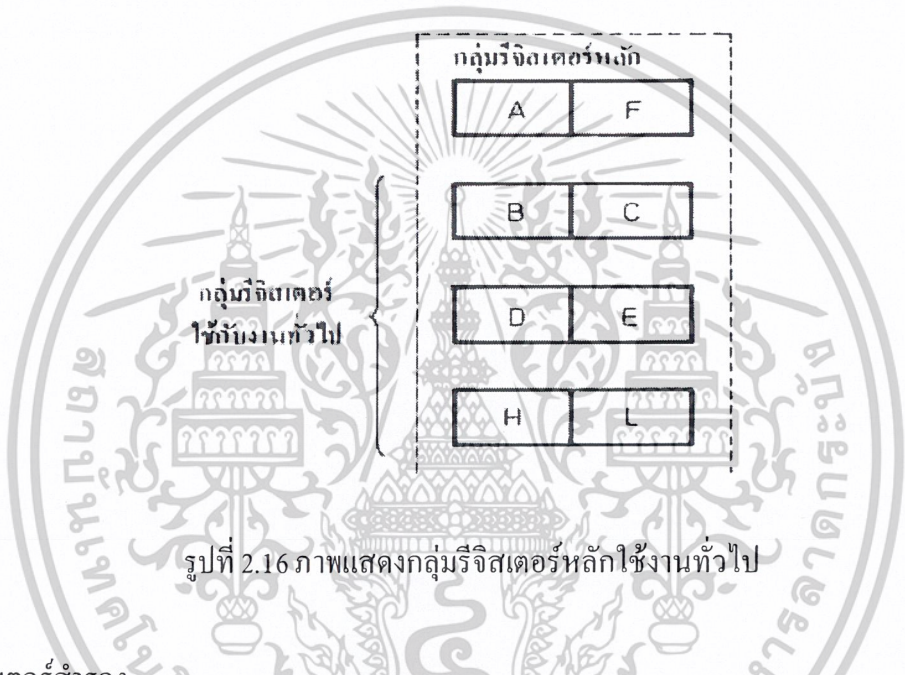 กลุ่มรีจิสเตอร์หลัก
A F
B C
กลุ่มรีจิสเตอร์
ใช้กับงานทั่วไป
D E
H L
รูปที่ 2.16 ภาพแสดงกลุ่มรีจิสเตอร์หลักใช้งานทั่วไป